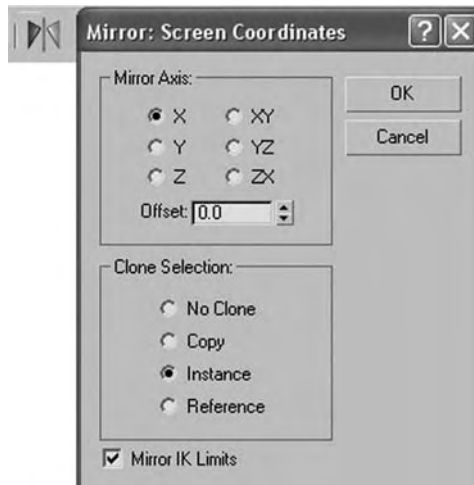 Mirror: Screen Coordinates
Mirror Axis:
X XY
Y YZ
Z ZX
Offset: 0.0
OK
Cancel
Clone Selection:
No Clone
Copy
Instance
Reference
Mirror IK Limits